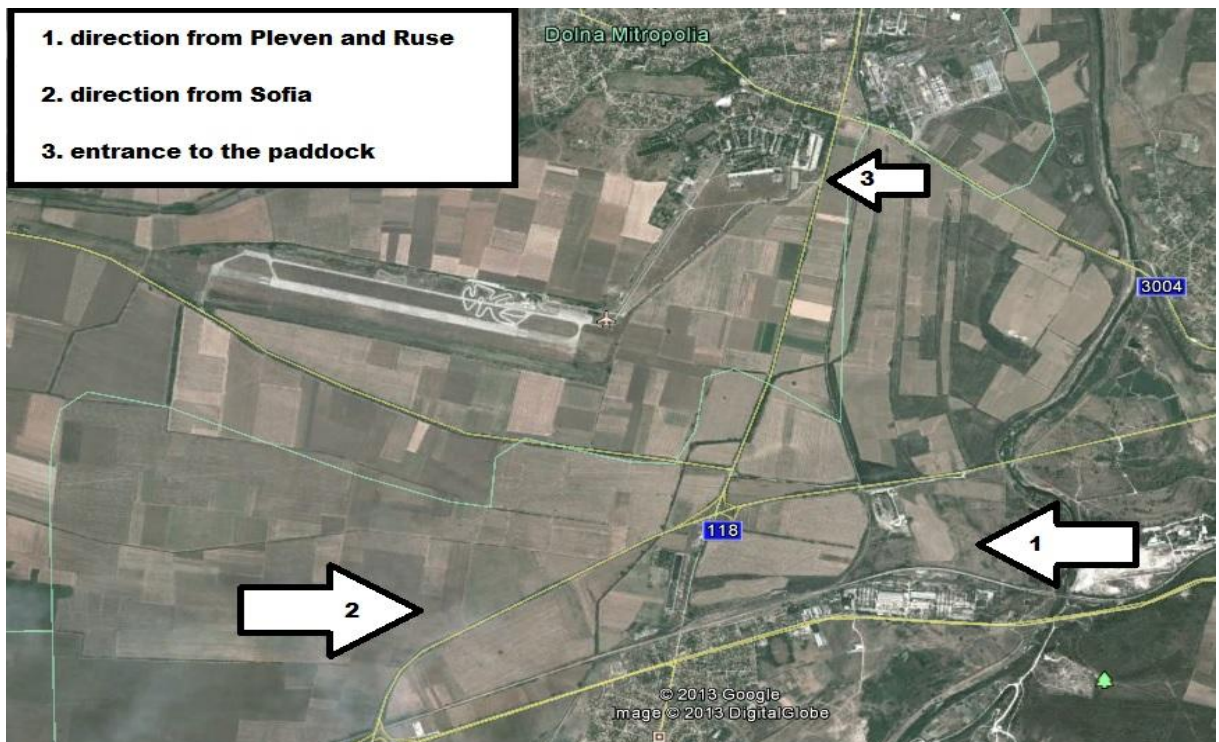 1. direction from Pleven and Ruse
2. direction from Sofia
3. entrance to the paddock
Dolna Mitropolia
3
3004
118
1
2
© 2013 Google
Image © 2013 DigitalGlobe